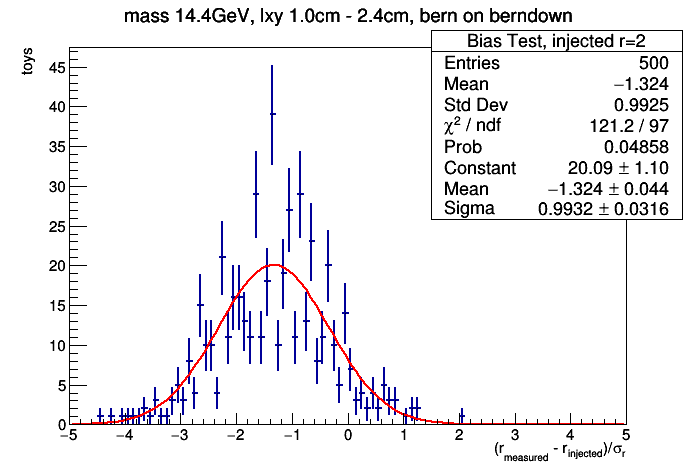 mass 14.4GeV, lxy 1.0cm - 2.4cm, bern on berndown
toys
Bias Test, injected r=2
Entries 500
Mean −1.324
Std Dev 0.9925
χ² / ndf 121.2 / 97
Prob 0.04858
Constant 20.09 ± 1.10
Mean −1.324 ± 0.044
Sigma 0.9932 ± 0.0316
45
40
35
30
25
20
15
10
5
0
−5 −4 −3 −2 −1 0 1 2 3 4 5
(r_measured - r_injected)/σ_r